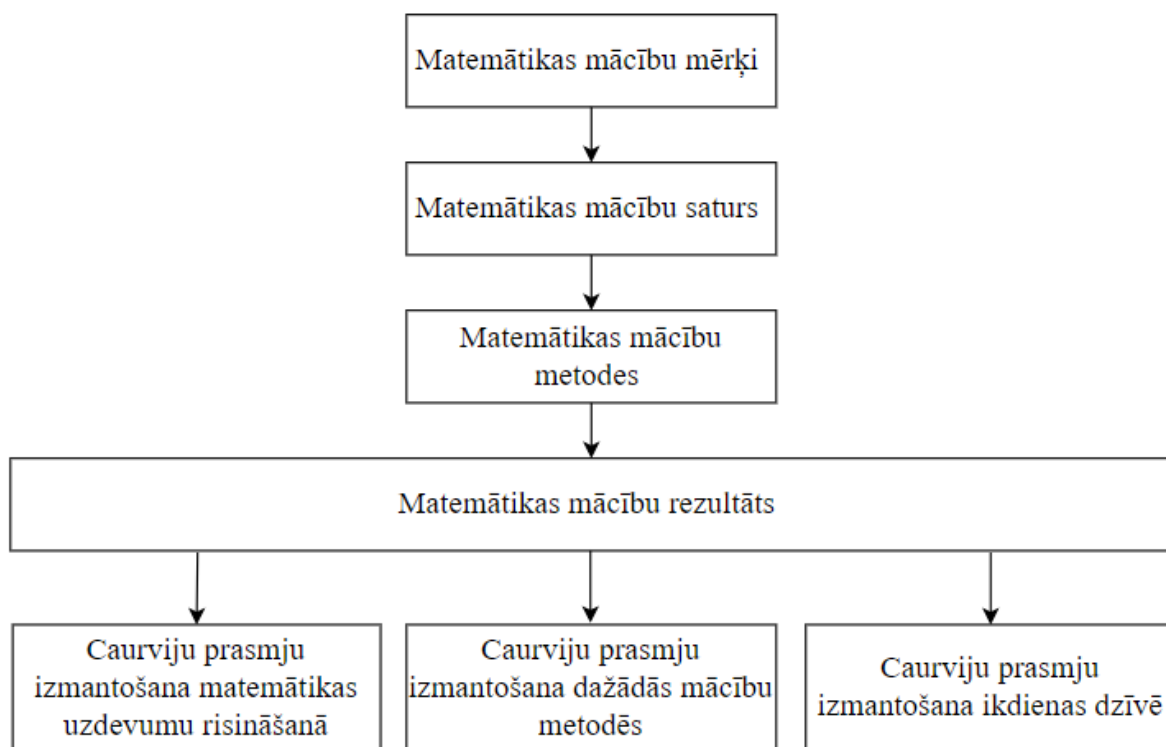 Matemātikas mācību mērķi
Matemātikas mācību saturs
Matemātikas mācību
metodes
Matemātikas mācību rezultāts
Caurviju prasmju
izmantošana matemātikas
uzdevumu risināšanā
Caurviju prasmju
izmantošana dažādās mācību
metodēs
Caurviju prasmju
izmantošana ikdienas dzīvē